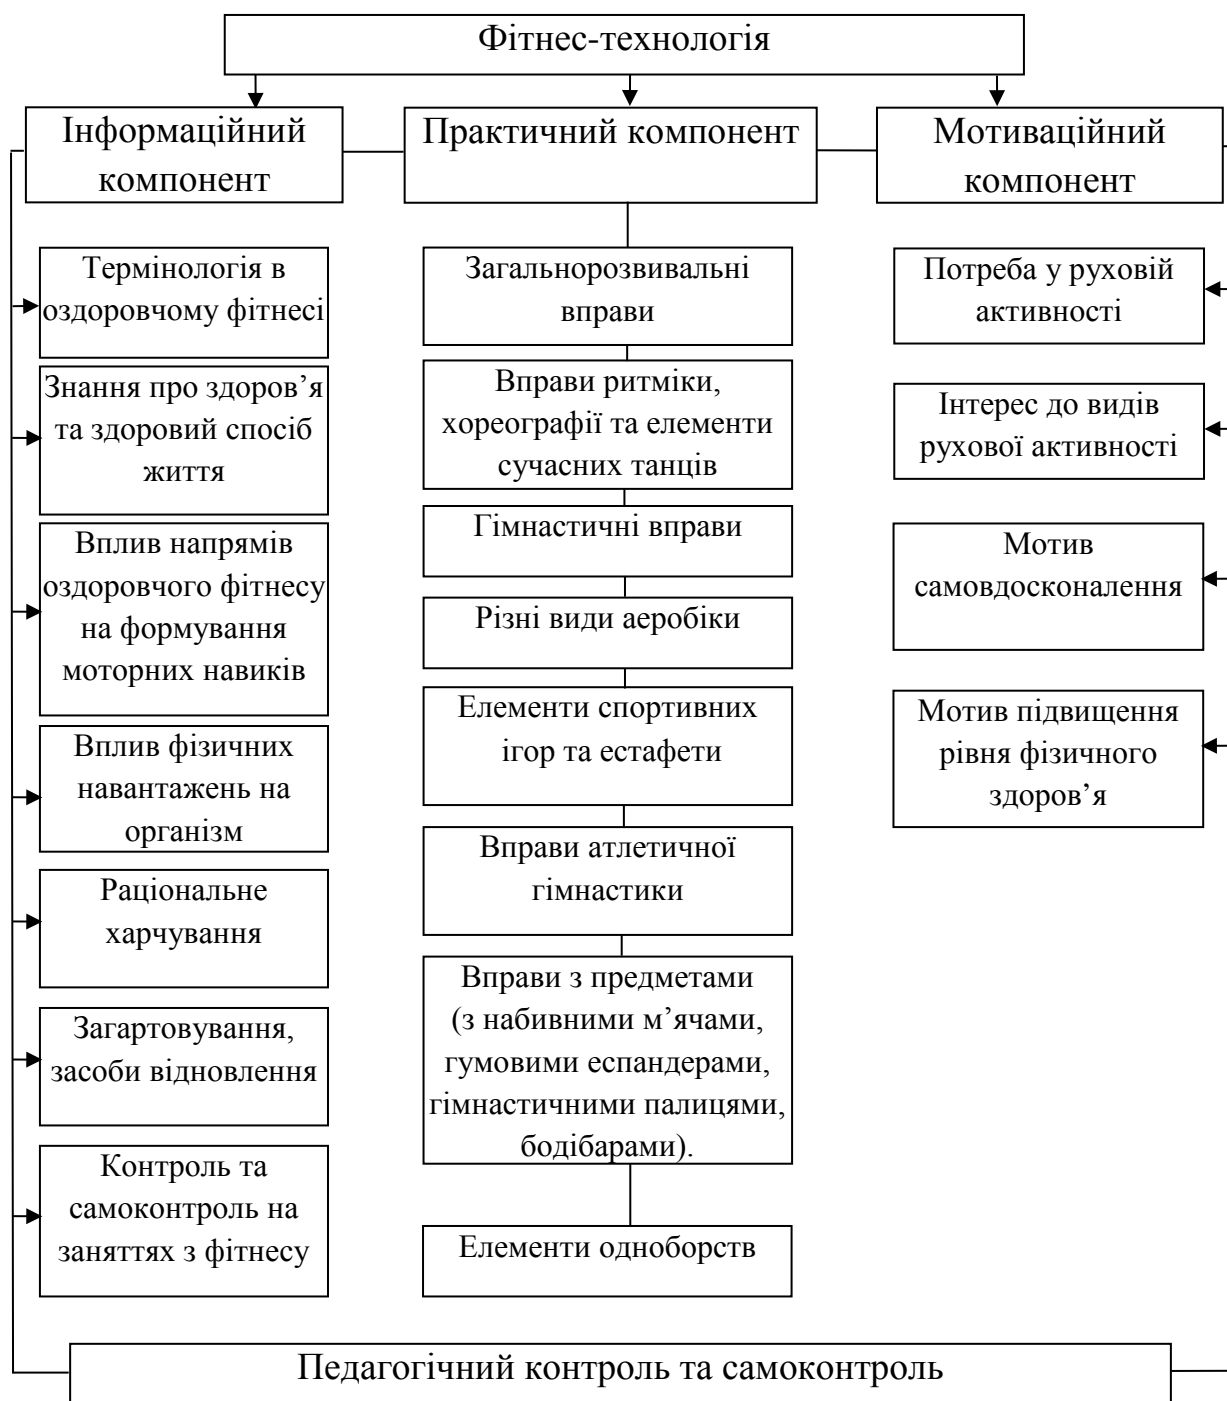 Фітнес-технологія
Інформаційний
компонент
Практичний компонент
Мотиваційний
компонент
Термінологія в
оздоровчому фітнесі
Знання про здоров’я
та здоровий спосіб
життя
Вплив напрямів
оздоровчого фітнесу
на формування
моторних навиків
Вплив фізичних
навантажень на
організм
Раціональне
харчування
Загартовування,
засоби відновлення
Контроль та
самоконтроль на
заняттях з фітнесу
Загальнорозвивальні
вправи
Вправи ритміки,
хореографії та елементи
сучасних танців
Гімнастичні вправи
Різні види аеробіки
Елементи спортивних
ігор та естафети
Вправи атлетичної
гімнастики
Вправи з предметами
(з набивними м’ячами,
гумовими еспандерами,
гімнастичними палицями,
бодібарами).
Елементи одноборств
Потреба у руховій
активності
Інтерес до видів
рухової активності
Мотив
самовдосконалення
Мотив підвищення
рівня фізичного
здоров’я
Педагогічний контроль та самоконтроль